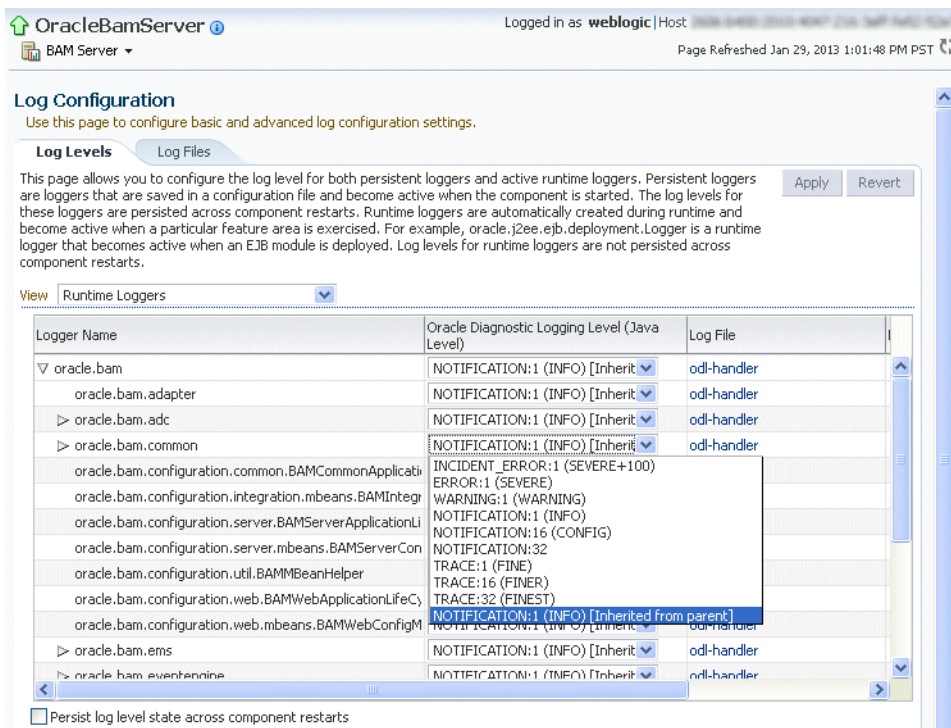 OracleBamServer
Logged in as weblogic|Host
BAM Server
Page Refreshed Jan 29, 2013 1:01:48 PM PST
Log Configuration
Use this page to configure basic and advanced log configuration settings.
Log Levels
Log Files
This page allows you to configure the log level for both persistent loggers and active runtime loggers. Persistent loggers
are loggers that are saved in a configuration file and become active when the component is started. The log levels for
these loggers are persisted across component restarts. Runtime loggers are automatically created during runtime and
become active when a particular feature area is exercised. For example, oracle.j2ee.ejb.deployment.Logger is a runtime
logger that becomes active when an EJB module is deployed. Log levels for runtime loggers are not persisted across
component restarts.
Apply
Revert
View Runtime Loggers
Logger Name
Oracle Diagnostic Logging Level (Java
Level)
Log File
oracle.bam NOTIFICATION:1 (INFO) [Inherit odl-handler
oracle.bam.adapter NOTIFICATION:1 (INFO) [Inherit odl-handler
oracle.bam.adc NOTIFICATION:1 (INFO) [Inherit odl-handler
oracle.bam.common NOTIFICATION:1 (INFO) [Inherit odl-handler
oracle.bam.configuration.common.BAMCommonApplicati
oracle.bam.configuration.integration.mbeans.BAMIntegr
oracle.bam.configuration.server.BAMServerApplicationLi
oracle.bam.configuration.server.mbeans.BAMServerCon
oracle.bam.configuration.util.BAMMBeanHelper
oracle.bam.configuration.web.BAMWebApplicationLifeCy
oracle.bam.configuration.web.mbeans.BAMWebConfigM NOTIFICATION:1 (INFO) [Inherit odl-handler
INCIDENT_ERROR:1 (SEVERE+100)
ERROR:1 (SEVERE)
WARNING:1 (WARNING)
NOTIFICATION:1 (INFO)
NOTIFICATION:16 (CONFIG)
NOTIFICATION:32
TRACE:1 (FINE)
TRACE:16 (FINER)
TRACE:32 (FINEST)
NOTIFICATION:1 (INFO) [Inherited from parent]
oracle.bam.ems NOTIFICATION:1 (INFO) [Inherit odl-handler
oracle.bam.eventengine NOTIFICATION:1 (INFO) [Inherit odl-handler
Persist log level state across component restarts